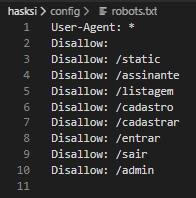 hasksi > config > robots.txt
1 User-Agent: *
2 Disallow:
3 Disallow: /static
4 Disallow: /assinante
5 Disallow: /listagem
6 Disallow: /cadastro
7 Disallow: /cadastrar
8 Disallow: /entrar
9 Disallow: /sair
10 Disallow: /admin
11